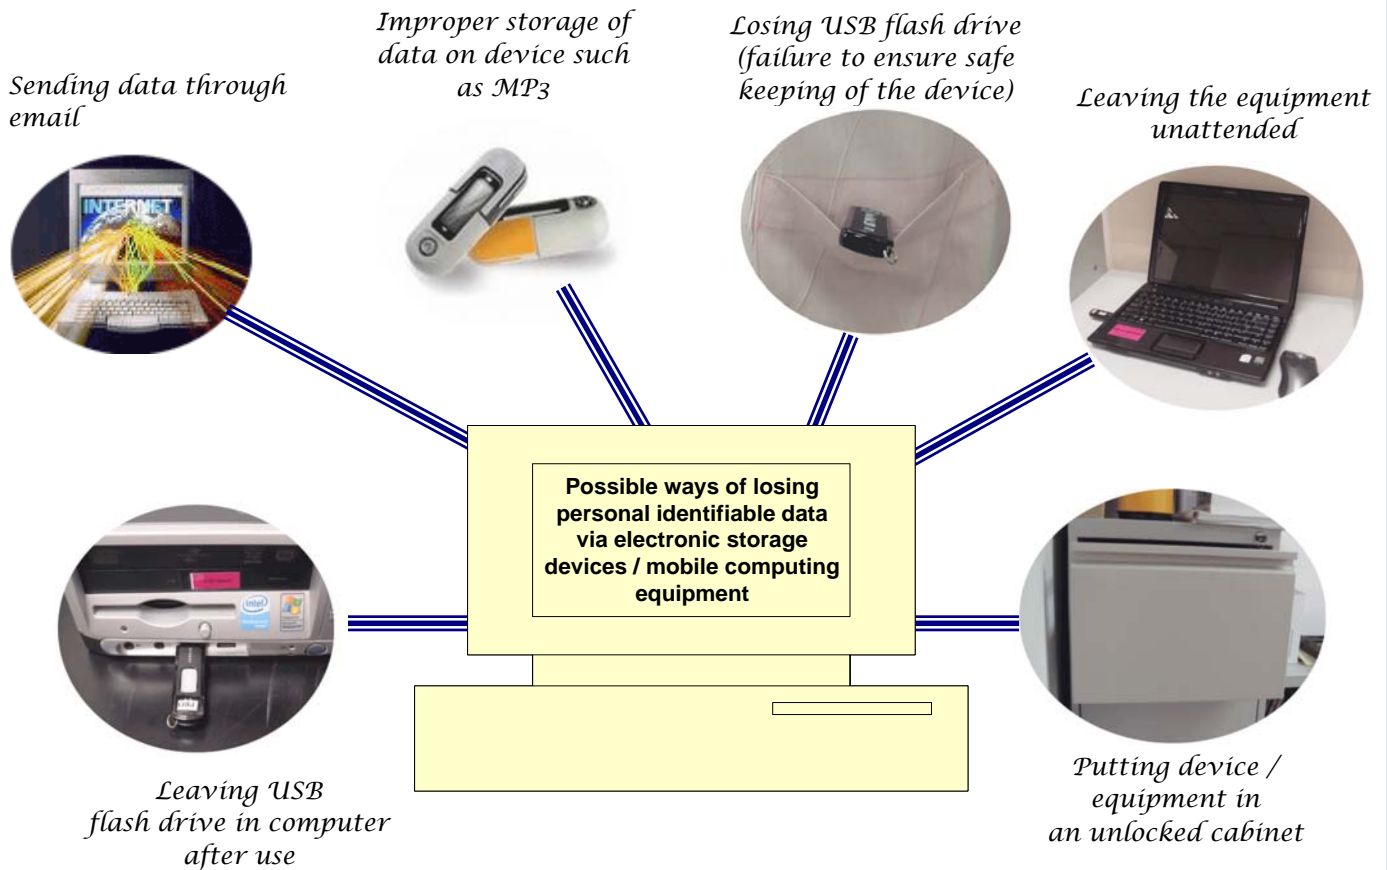 Improper storage of
data on device such
as MP3
Losing USB flash drive
(failure to ensure safe
keeping of the device)
Sending data through
email
Leaving the equipment
unattended
INTERNET
Possible ways of losing
personal identifiable data
via electronic storage
devices / mobile computing
equipment
intel
Leaving USB
flash drive in computer
after use
Putting device /
equipment in
an unlocked cabinet